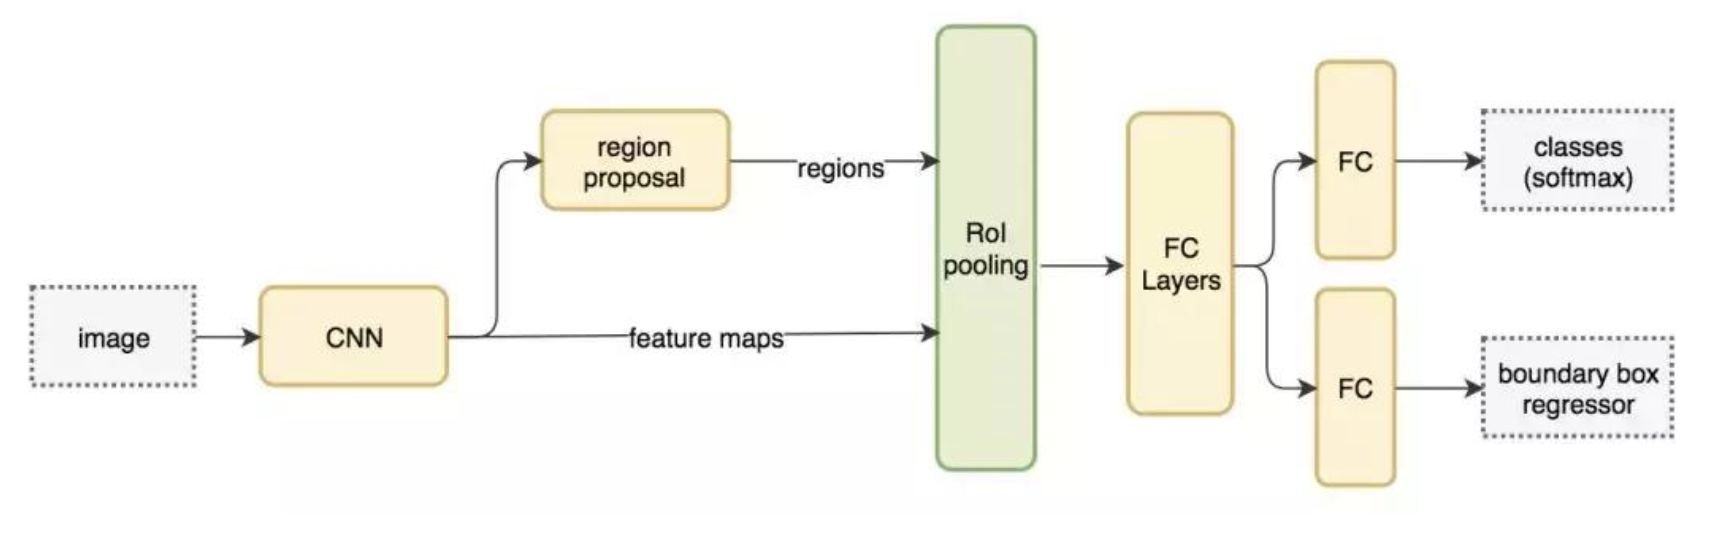 image
CNN
region
proposal
regions
feature maps
RoI
pooling
FC
Layers
FC
classes
(softmax)
FC
boundary box
regressor